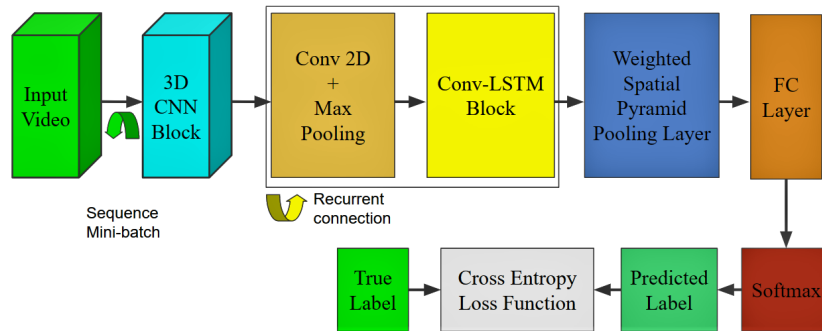 Input
Video
3D
CNN
Block
Conv 2D
+
Max
Pooling
Conv-LSTM
Block
Weighted
Spatial
Pyramid
Pooling Layer
FC
Layer
Sequence
Mini-batch
Recurrent
connection
True
Label
Cross Entropy
Loss Function
Predicted
Label
Softmax